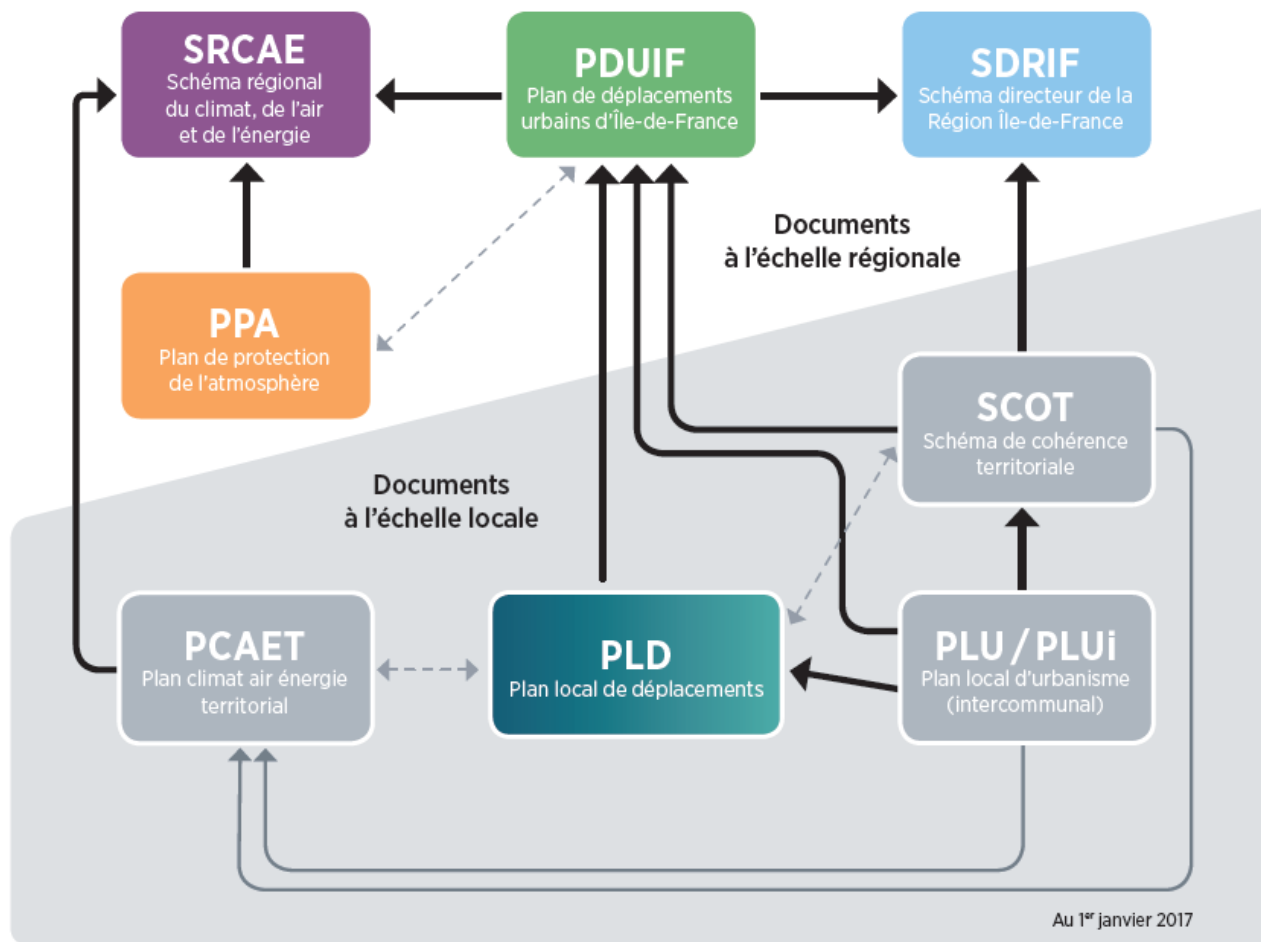 SRCAE
Schéma régional
du climat, de l'air
et de l'énergie
PDUIF
Plan de déplacements
urbains d'Île-de-France
SDRIF
Schéma directeur de la
Région Île-de-France
Documents
à l'échelle régionale
PPA
Plan de protection
de l'atmosphère
SCOT
Schéma de cohérence
territoriale
Documents
à l'échelle locale
PCAET
Plan climat air énergie
territorial
PLD
Plan local de déplacements
PLU / PLUi
Plan local d'urbanisme
(intercommunal)
Au 1er janvier 2017